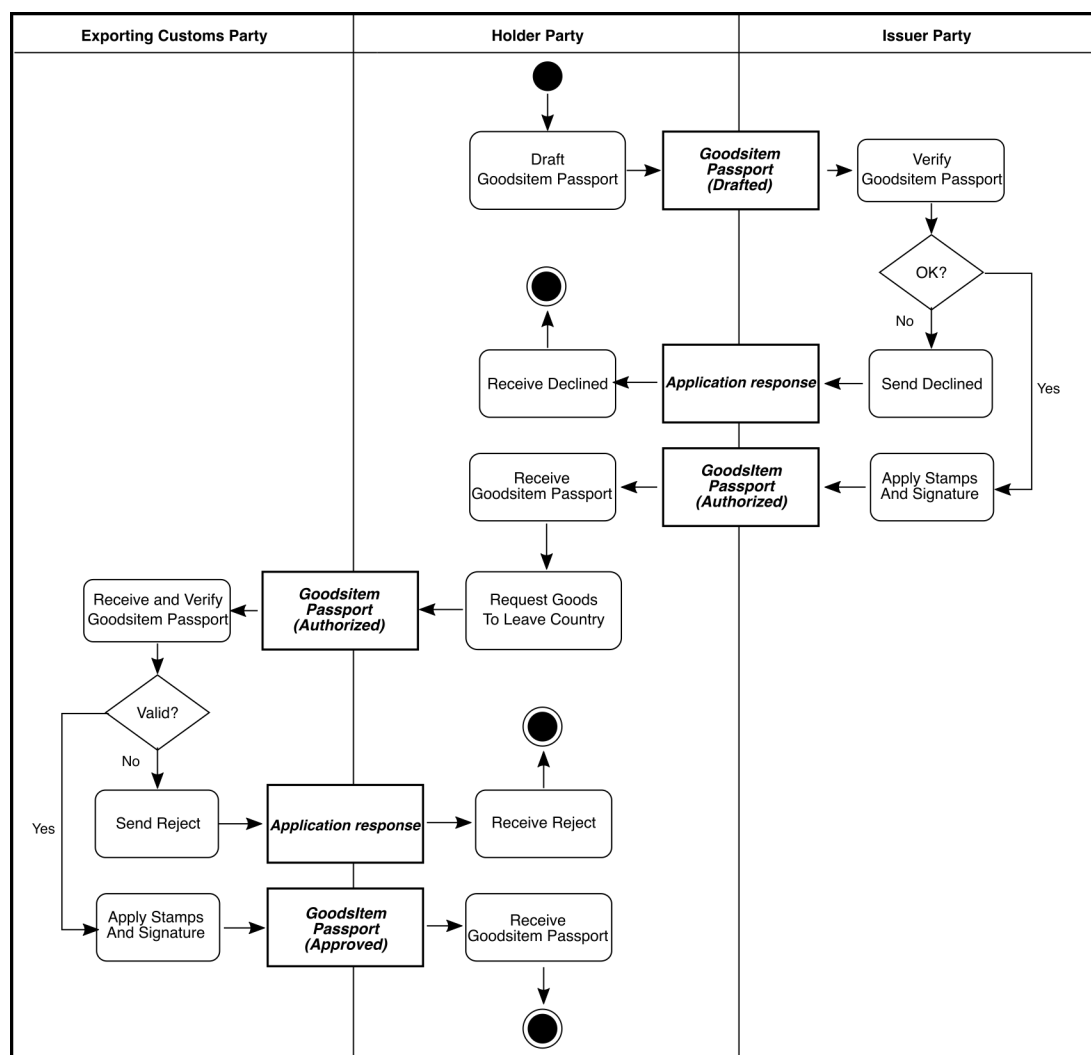 Exporting Customs Party
Holder Party
Issuer Party
Draft
Goodsitem Passport
Goodsitem
Passport
(Drafted)
Verify
Goodsitem Passport
OK?
No
Yes
Receive Declined
Application response
Send Declined
Receive
Goodsitem Passport
GoodsItem
Passport
(Authorized)
Apply Stamps
And Signature
Receive and Verify
Goodsitem Passport
Goodsitem
Passport
(Authorized)
Request Goods
To Leave Country
Valid?
No
Yes
Send Reject
Application response
Receive Reject
Apply Stamps
And Signature
GoodsItem
Passport
(Approved)
Receive
Goodsitem Passport